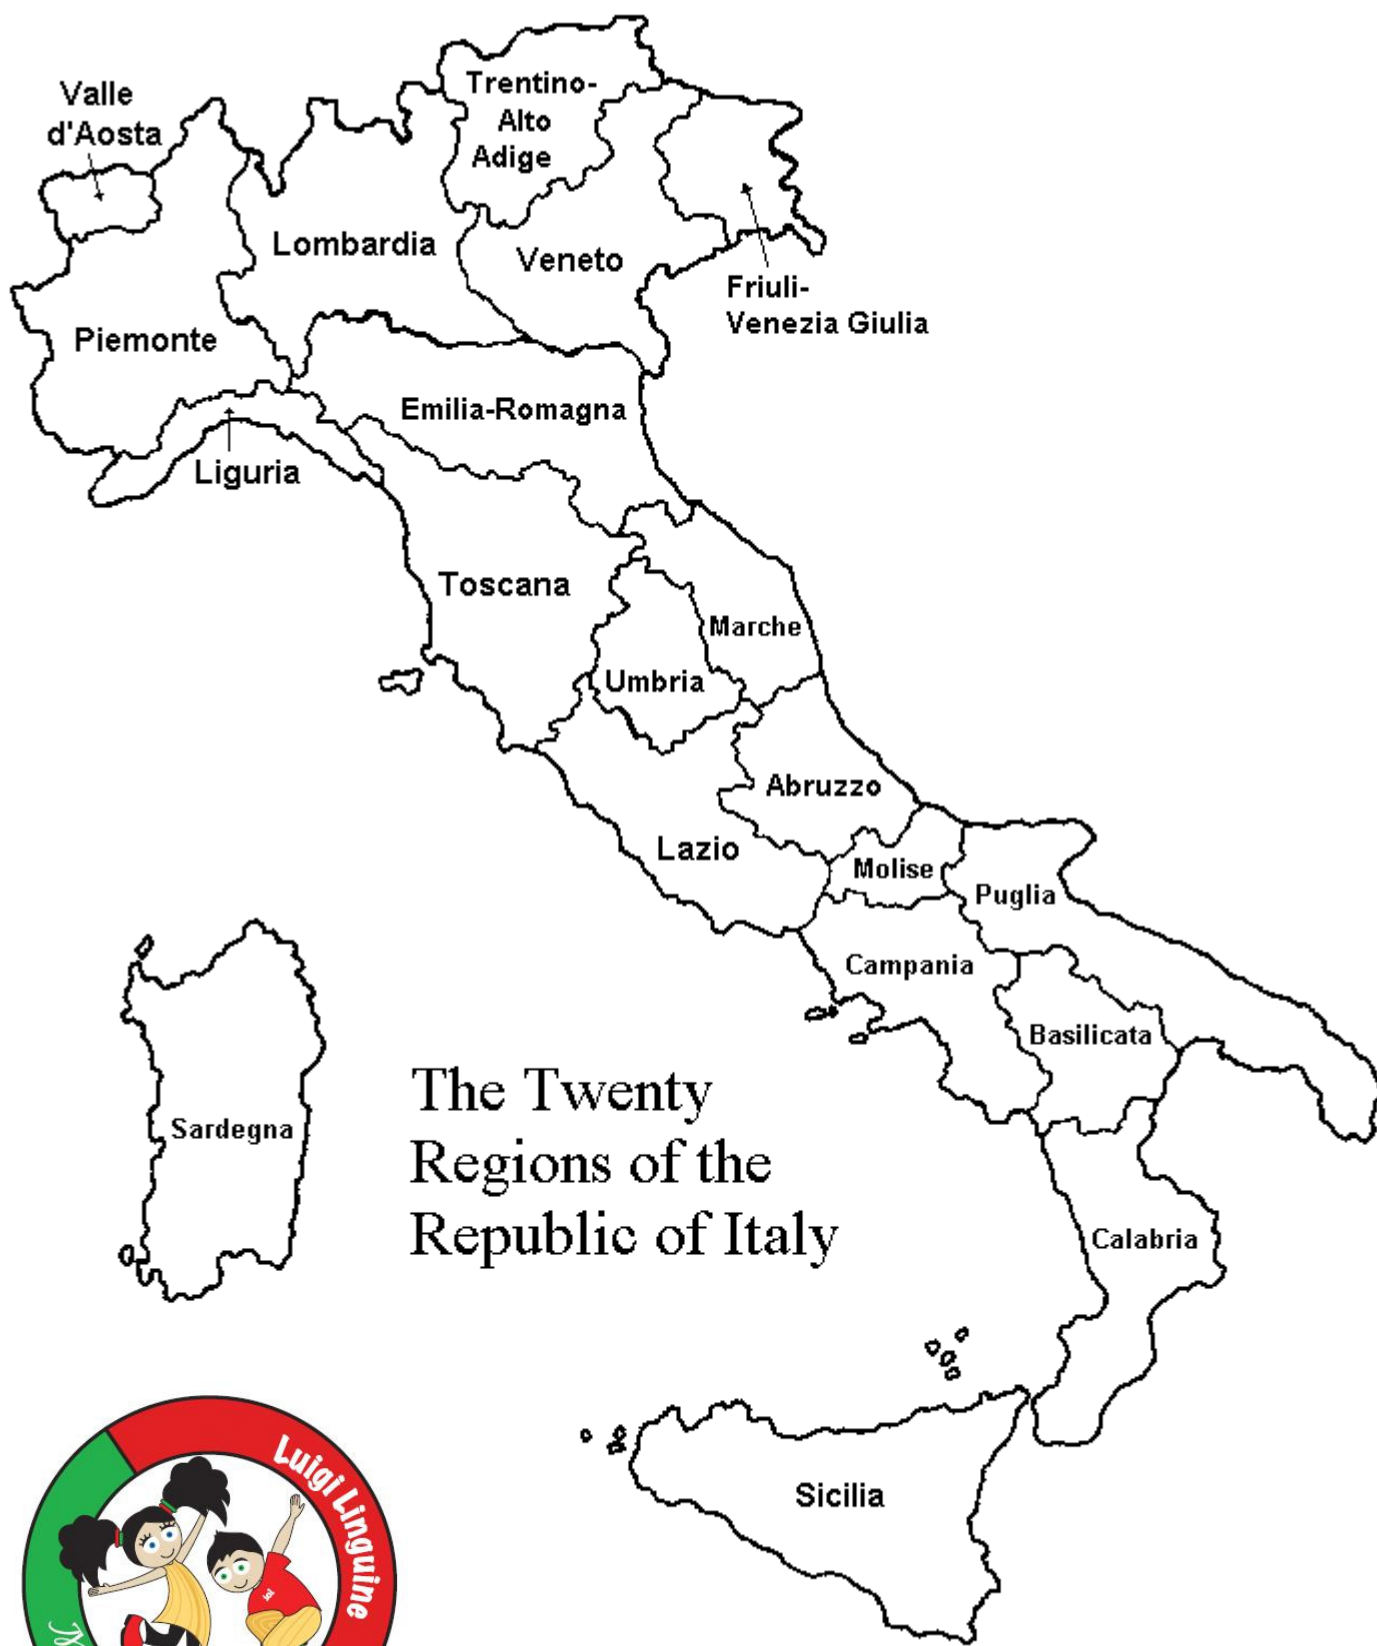 Valle
d'Aosta
Trentino-
Alto
Adige
Lombardia
Veneto
Friuli-
Venezia Giulia
Piemonte
Emilia-Romagna
Liguria
Toscana
Marche
Umbria
Abruzzo
Lazio
Molise
Puglia
Campania
Basilicata
Sardegna
The Twenty
Regions of the
Republic of Italy
Calabria
Sicilia
Luigi Linguine